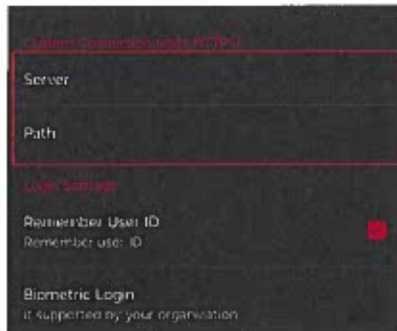 Server
Path
Login Settings
Remember User ID
Remember user ID
Biometric Login
if supported by your organization